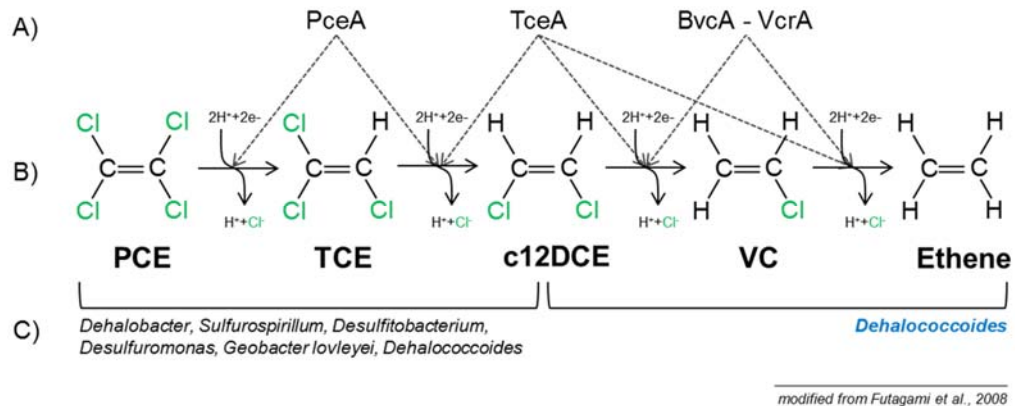 A) PceA TceA BvcA - VcrA
Cl Cl Cl H H H H H H H
2H⁺+2e- 2H⁺+2e- 2H⁺+2e- 2H⁺+2e-
B) C=C C=C C=C C=C C=C
Cl Cl Cl Cl Cl Cl H Cl H H
H⁺+Cl⁻ H⁺+Cl⁻ H⁺+Cl⁻ H⁺+Cl⁻
PCE TCE c12DCE VC Ethene
C) Dehalobacter, Sulfurospirillum, Desulfitobacterium, Dehalococcoides
Desulfuromonas, Geobacter lovleyei, Dehalococcoides
modified from Futagami et al., 2008